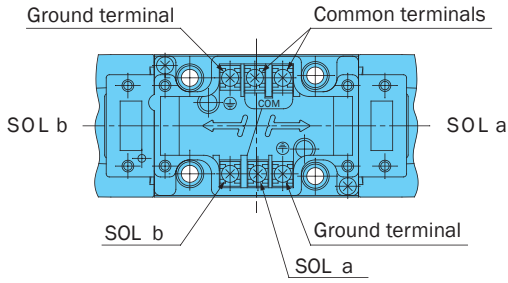 Ground terminal
Common terminals
COM
SOL b
SOL a
SOL b
Ground terminal
SOL a